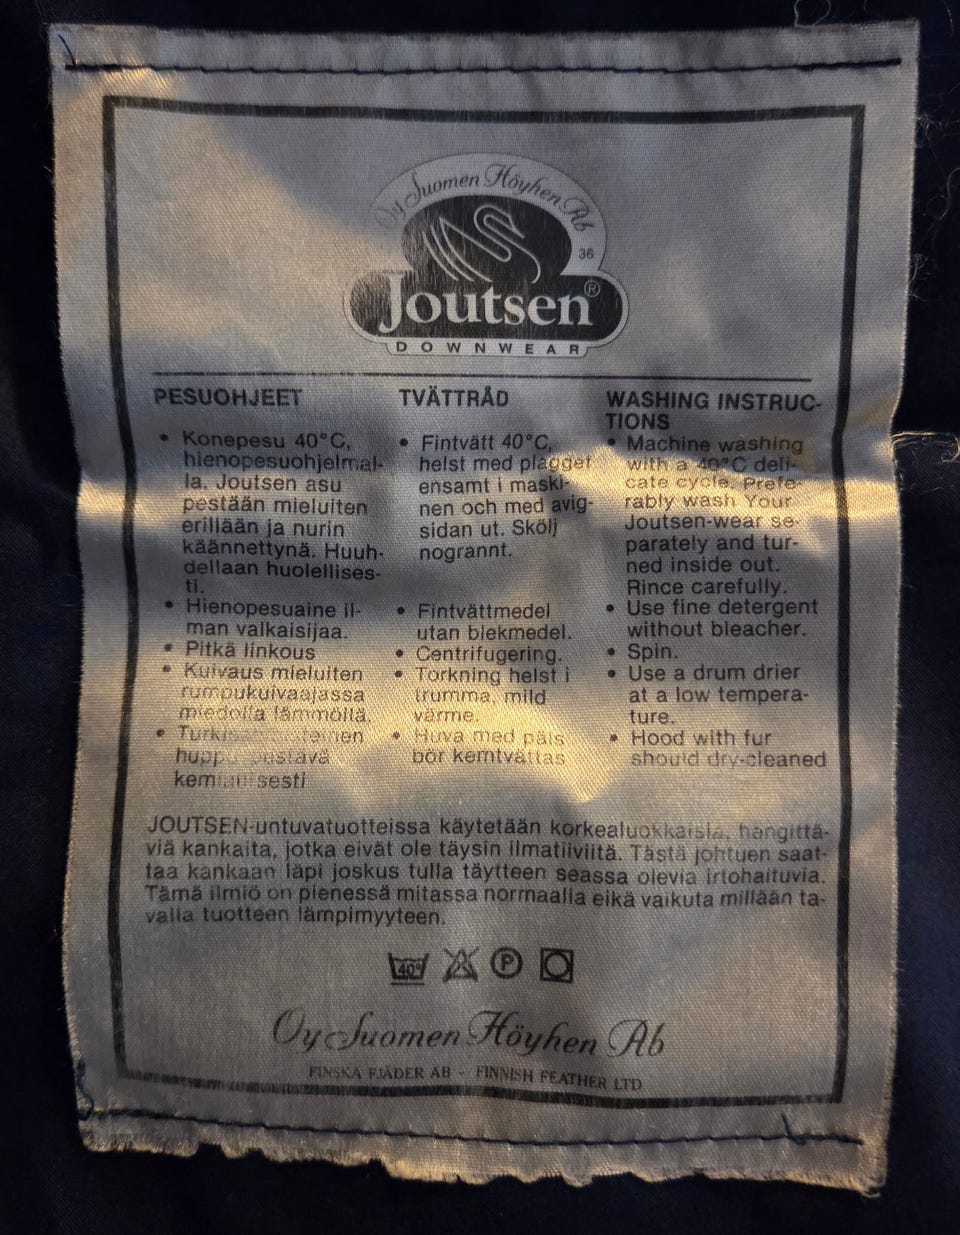 Oy Suomen Höyhen Ab
36
Joutsen®
DOWNWEAR
PESUOHJEET
• Konepesu 40°C,
hienopesuohjelmal-
la. Joutsen asu
pestään mieluiten
erillään ja nurin
käännettynä. Huuh-
dellaan huolellises-
ti.
• Hienopesuaine il-
man valkaisijaa.
• Pitkä linkous
• Kuivaus mieluiten
rumpukuivaajassa
miedolla lämmöllä.
•
huppu pestävä
TVÄTTRÅD
• Fintvätt 40°C,
helst med plagget
ensamt i maski-
nen och med avig-
sidan ut. Skölj
nogrannt.
• Fintvättmedel
utan blekmedel.
• Centrifugering.
• Torkning helst i
trumma, mild
värme.
• Huva med päls
bör kemtvättas
WASHING INSTRUC-
TIONS
• Machine washing
with a 40°C deli-
cate cycle. Prefe-
rably wash Your
Joutsen-wear se-
parately and tur-
ned inside out.
Rince carefully.
• Use fine detergent
without bleacher.
• Spin.
• Use a drum drier
at a low tempera-
ture.
• Hood with fur
should dry-cleaned
JOUTSEN-untuvatuotteissa käytetään korkealuokkaisia, hengittä-
viä kankaita, jotka eivät ole täysin ilmatiiviitä. Tästä johtuen saat-
taa kankaan läpi joskus tulla täytteen seassa olevia irtohaituvia.
Tämä ilmiö on pienessä mitassa normaalia eikä vaikuta millään ta-
valla tuotteen lämpimyyteen.
40° P
Oy Suomen Höyhen Ab
FINSKA FJÄDER AB - FINNISH FEATHER LTD